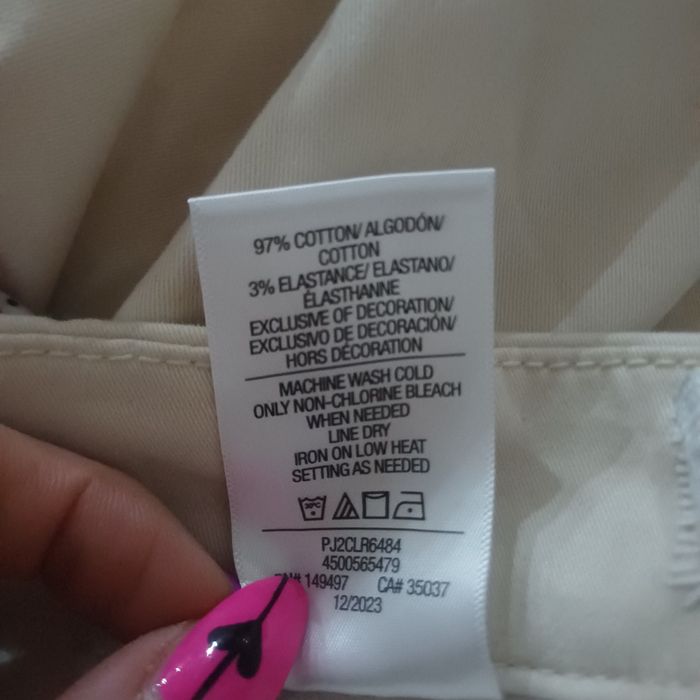 97% COTTON/ ALGODÓN/
COTTON
3% ELASTANCE/ ELASTANO/
ÉLASTHANNE
EXCLUSIVE OF DECORATION/
EXCLUSIVO DE DECORACIÓN/
HORS DÉCORATION
MACHINE WASH COLD
ONLY NON-CHLORINE BLEACH
WHEN NEEDED
LINE DRY
IRON ON LOW HEAT
SETTING AS NEEDED
30°C
PJ2CLR6484
4500565479
149497 CA# 35037
12/2023